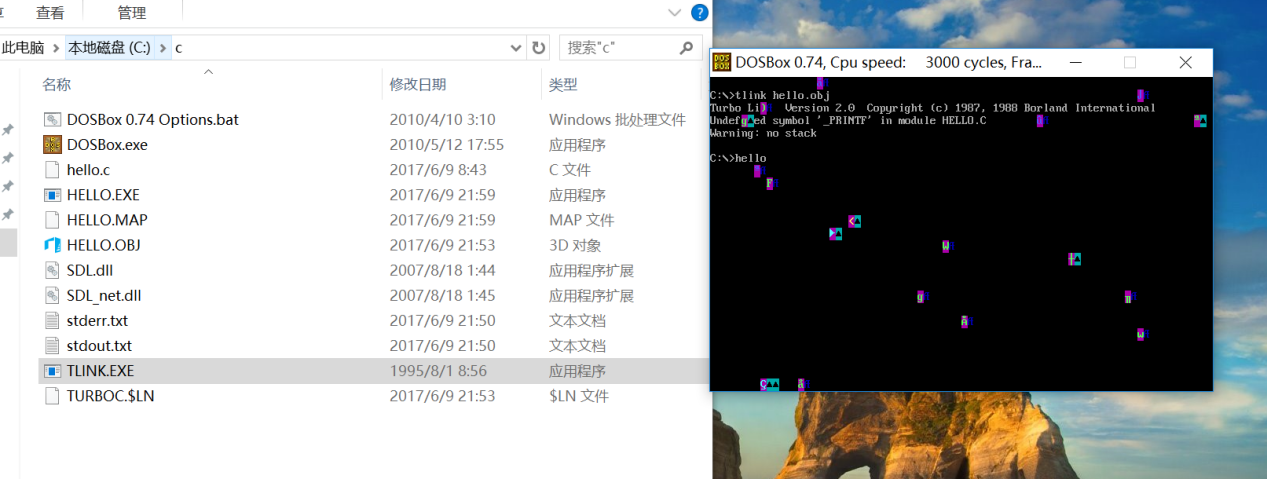 查看 管理
此电脑 > 本地磁盘 (C:) > c 搜索"c"
名称 修改日期 类型
DOSBox 0.74 Options.bat 2010/4/10 3:10 Windows 批处理文件
DOSBox.exe 2010/5/12 17:55 应用程序
hello.c 2017/6/9 8:43 C 文件
HELLO.EXE 2017/6/9 21:59 应用程序
HELLO.MAP 2017/6/9 21:59 MAP 文件
HELLO.OBJ 2017/6/9 21:53 3D 对象
SDL.dll 2007/8/18 1:44 应用程序扩展
SDL_net.dll 2007/8/18 1:45 应用程序扩展
stderr.txt 2017/6/9 21:50 文本文档
stdout.txt 2017/6/9 21:50 文本文档
TLINK.EXE 1995/8/1 8:56 应用程序
TURBOC.$LN 2017/6/9 21:53 $LN 文件
DOSBox 0.74, Cpu speed: 3000 cycles, Fra...
C:\>tlink hello.obj
Turbo Version 2.0 Copyright (c) 1987, 1988 Borland International
symbol '_PRINTF' in module HELLO.C
Warning: no stack
C:\>hello